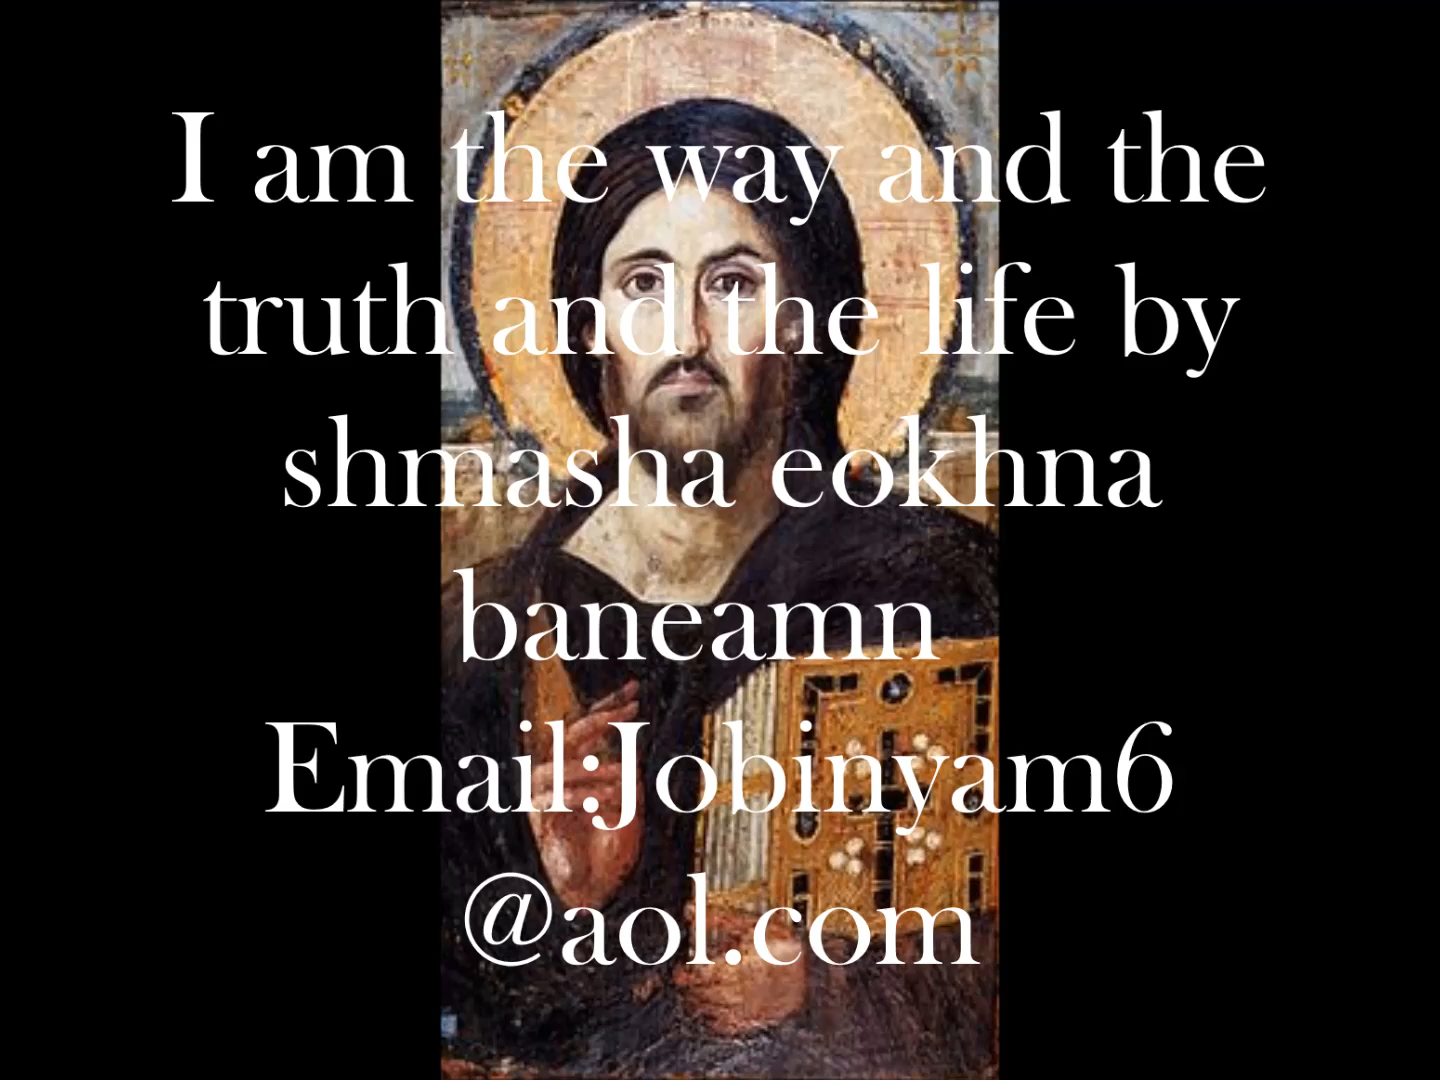 I am the way and the
truth and the life by
shmasha eokhna
baneamn
Email:Jobinyam6
@aol.com